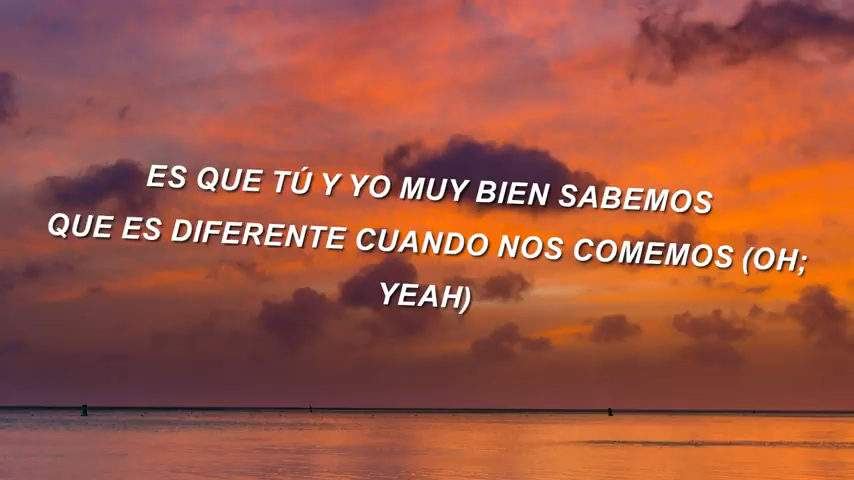 ES QUE TÚ Y YO MUY BIEN SABEMOS
QUE ES DIFERENTE CUANDO NOS COMEMOS (OH;
YEAH)